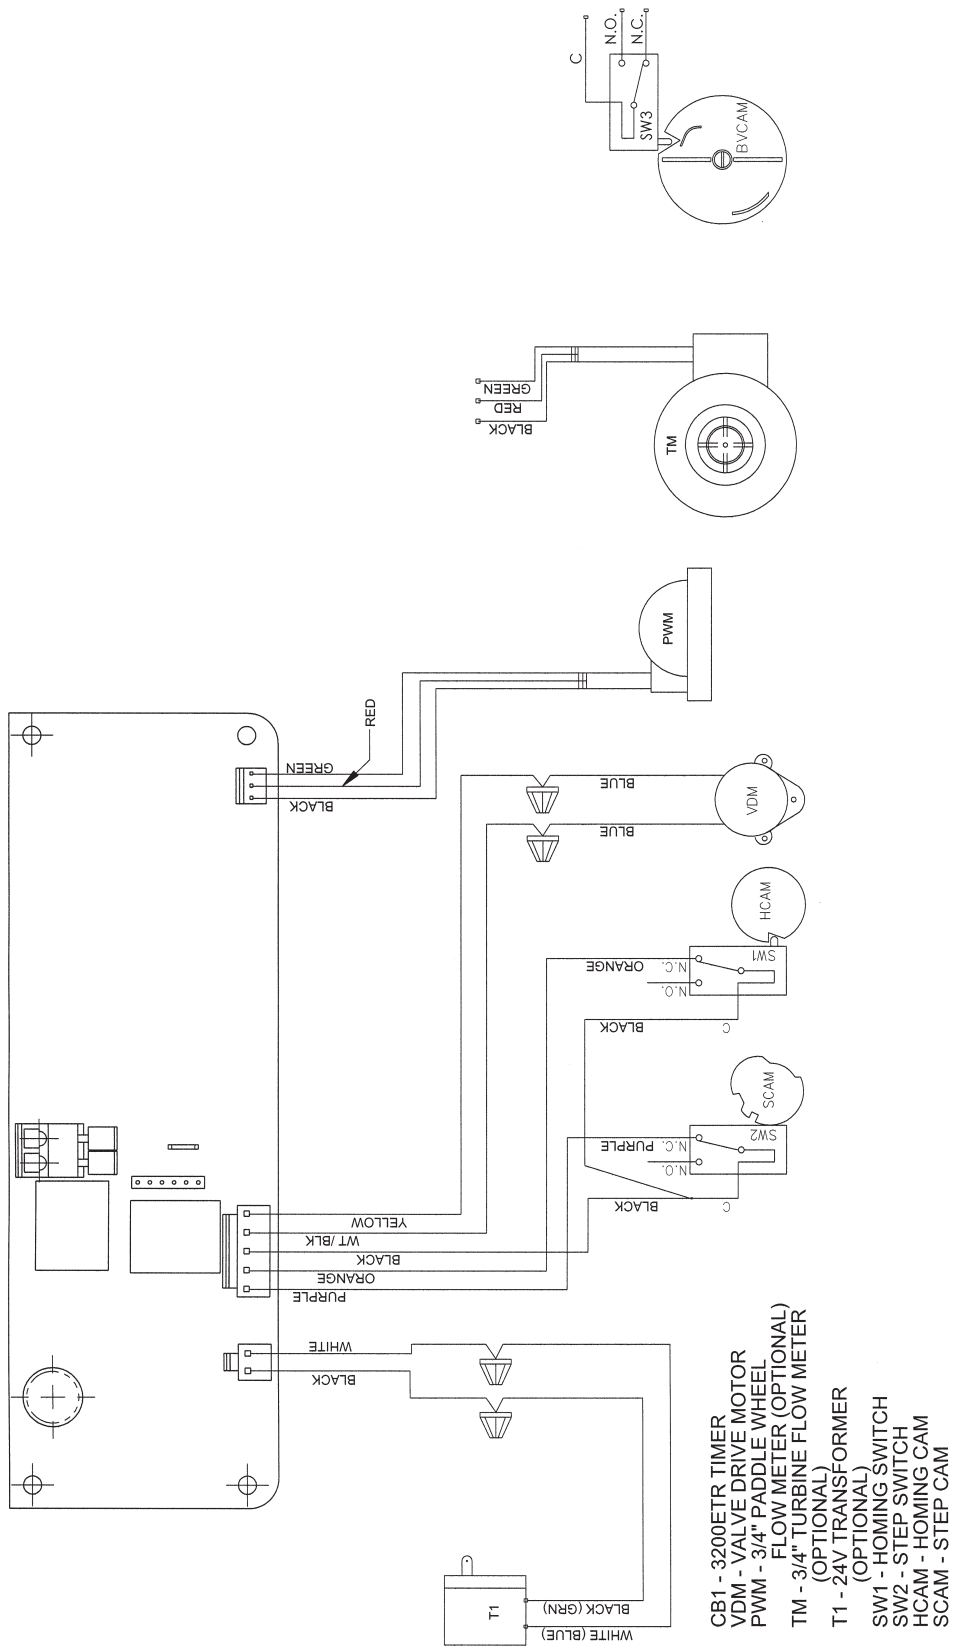 C
N.O.
N.C.
SW3
BVCAM
GREEN
RED
BLACK
TM
PWM
RED
GREEN
BLACK
BLUE
BLUE
VDM
HCAM
SW1
ORANGE
N.C.
N.O.
BLACK
C
SCAM
SW2
PURPLE
N.C.
N.O.
BLACK
C
YELLOW
WT/BLK
BLACK
ORANGE
PURPLE
WHITE
BLACK
T1
BLACK (GRN)
WHITE (BLUE)
CB1 - 3200ETR TIMER
VDM - VALVE DRIVE MOTOR
PWM - 3/4" PADDLE WHEEL
FLOW METER (OPTIONAL)
TM - 3/4" TURBINE FLOW METER
(OPTIONAL)
T1 - 24V TRANSFORMER
(OPTIONAL)
SW1 - HOMING SWITCH
SW2 - STEP SWITCH
HCAM - HOMING CAM
SCAM - STEP CAM